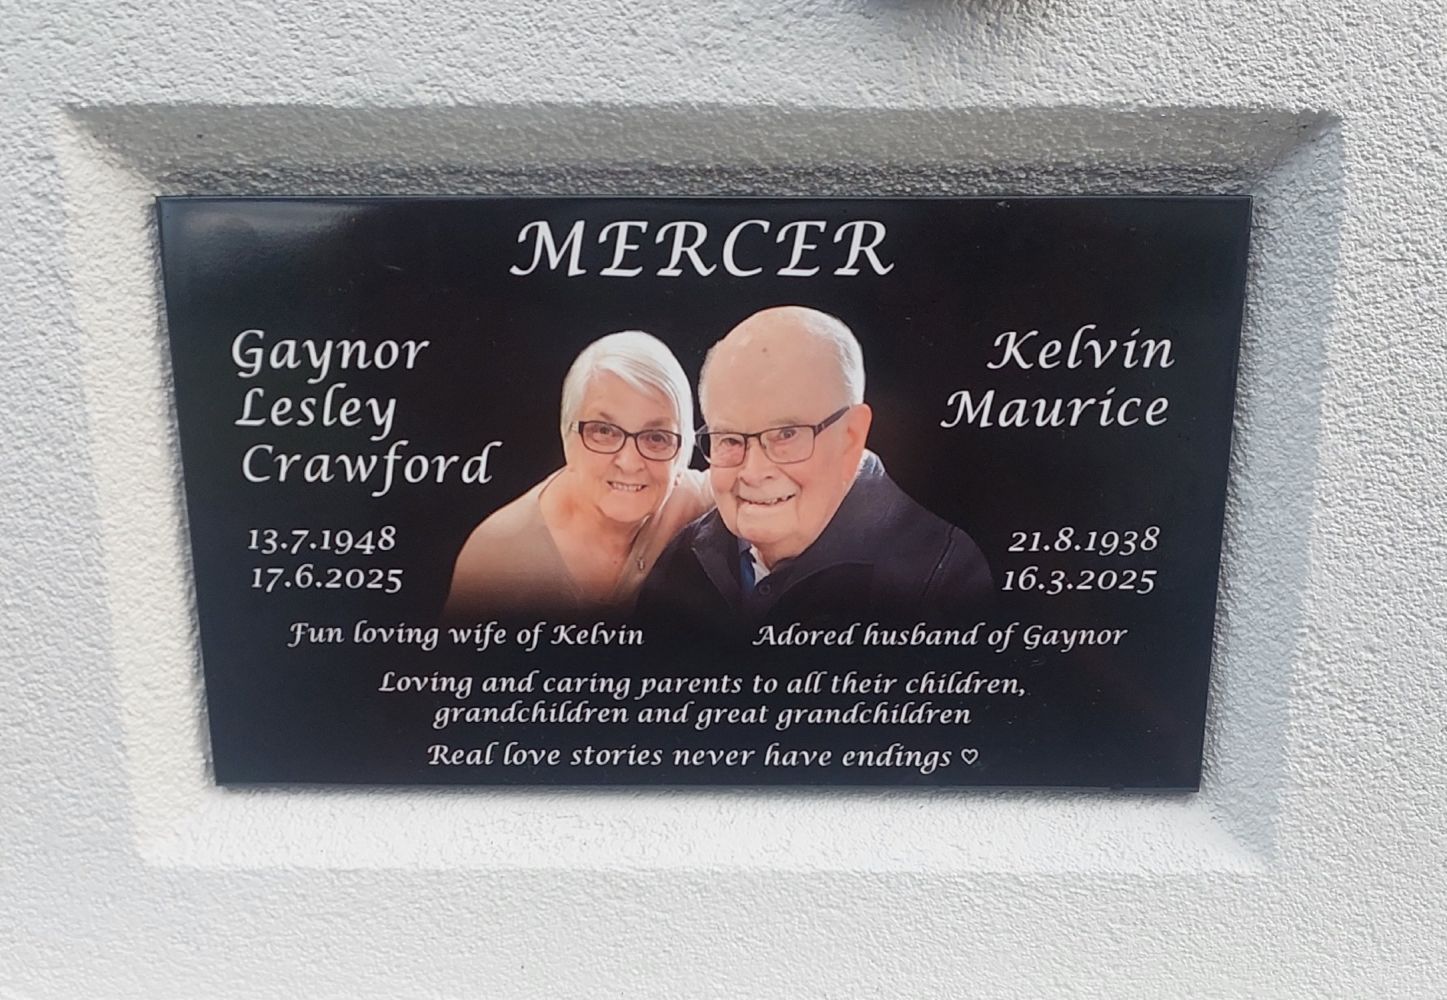 MERCER
Gaynor
Lesley
Crawford
13.7.1948
17.6.2025
Kelvin
Maurice
21.8.1938
16.3.2025
Fun loving wife of Kelvin
Adored husband of Gaynor
Loving and caring parents to all their children,
grandchildren and great grandchildren
Real love stories never have endings ♡